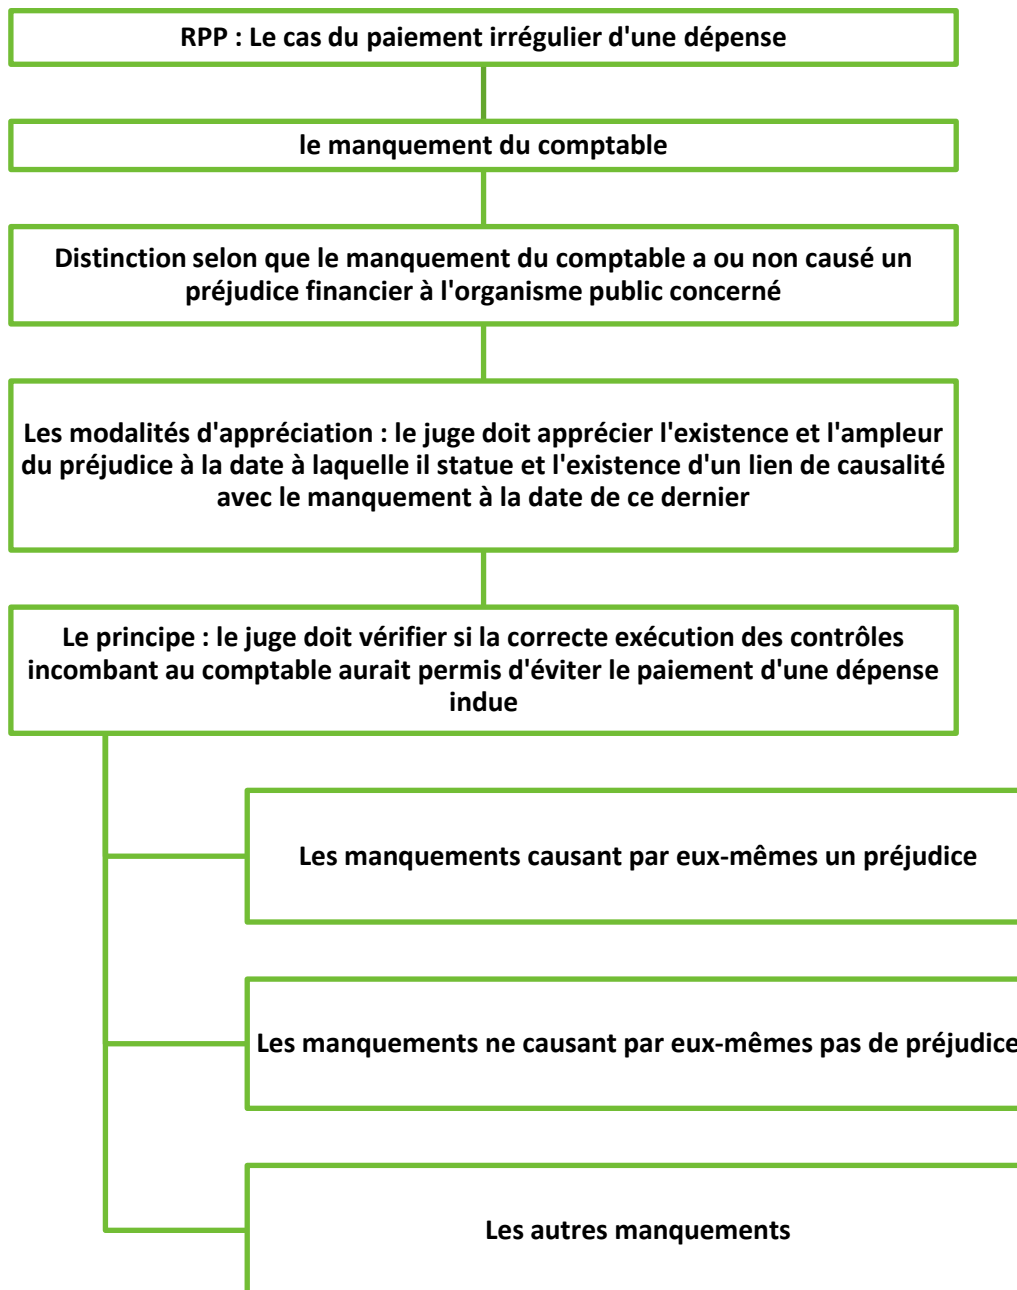 RPP : Le cas du paiement irrégulier d'une dépense
le manquement du comptable
Distinction selon que le manquement du comptable a ou non causé un
préjudice financier à l'organisme public concerné
Les modalités d'appréciation : le juge doit apprécier l'existence et l'ampleur
du préjudice à la date à laquelle il statue et l'existence d'un lien de causalité
avec le manquement à la date de ce dernier
Le principe : le juge doit vérifier si la correcte exécution des contrôles
incombant au comptable aurait permis d'éviter le paiement d'une dépense
indue
Les manquements causant par eux-mêmes un préjudice
Les manquements ne causant par eux-mêmes pas de préjudice
Les autres manquements